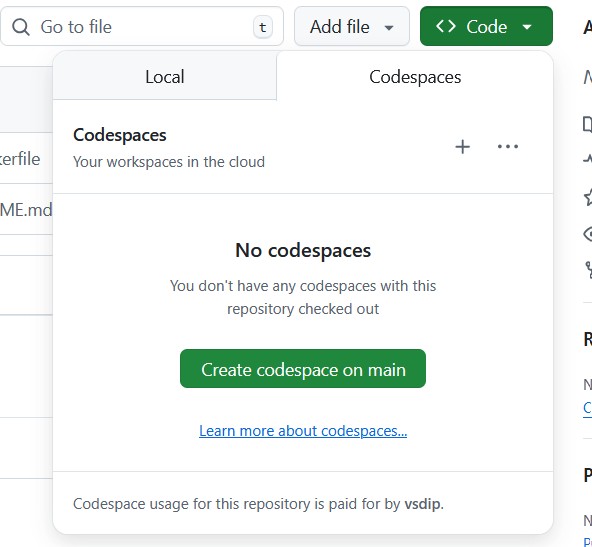 Go to file
t
Add file
Code
Local
Codespaces
Codespaces
Your workspaces in the cloud
erfile
ME.md
No codespaces
You don't have any codespaces with this
repository checked out
Create codespace on main
Learn more about codespaces...
Codespace usage for this repository is paid for by vsdip.